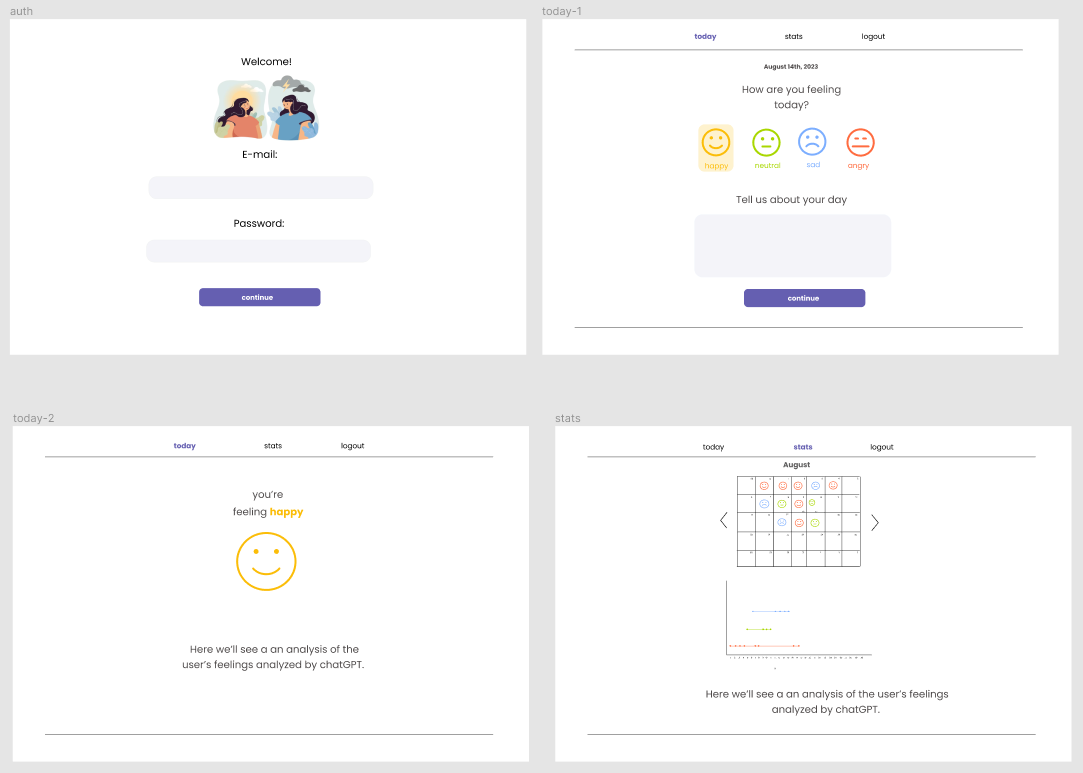 auth
Welcome!
E-mail:
Password:
continue
today-1
today
stats
logout
August 14th, 2023
How are you feeling
today?
happy
neutral
sad
angry
Tell us about your day
continue
today-2
today
stats
logout
you're
feeling happy
Here we'll see a an analysis of the
user's feelings analyzed by chatGPT.
stats
today
stats
logout
August
Here we'll see a an analysis of the user's feelings
analyzed by chatGPT.